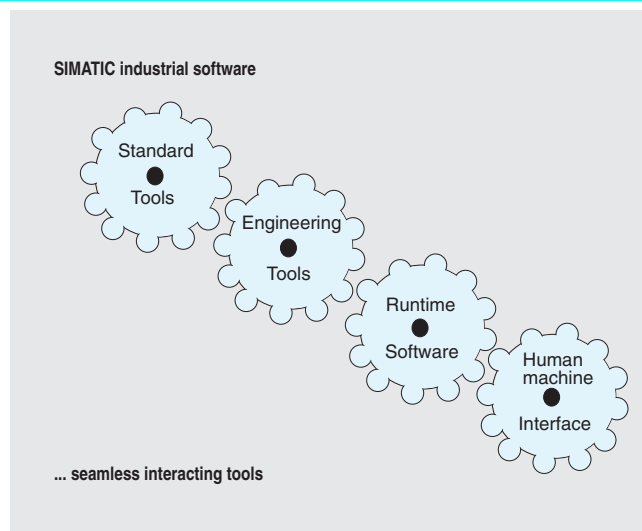 SIMATIC industrial software
Standard
Tools
Engineering
Tools
Runtime
Software
Human
machine
Interface
... seamless interacting tools